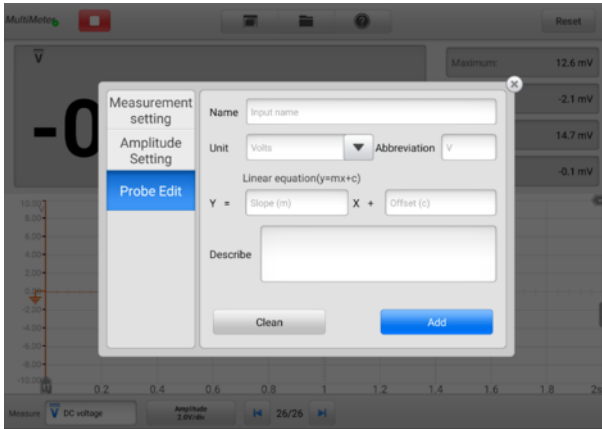 MultiMeter
Reset
V
Maximum: 12.6 mV
-2.1 mV
14.7 mV
-0.1 mV
-0
Measurement setting
Amplitude Setting
Probe Edit
Name Input name
Unit Volts Abbreviation V
Linear equation(y=mx+c)
Y = Slope (m) X + Offset (c)
Describe
Clean Add
10.00
8.00
6.00
4.00
2.00
0.00
-2.00
-4.00
-6.00
-8.00
-10.00
0.2 0.4 0.6 0.8 1 1.2 1.4 1.6 1.8 2s
Measure V DC voltage Amplitude 2.0V/div 26/26